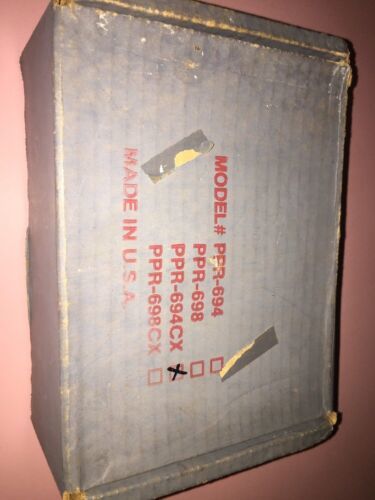 MODEL# PPR-694 □
PPR-698 □
PPR-694CX ☒
PPR-698CX □
MADE IN U.S.A.